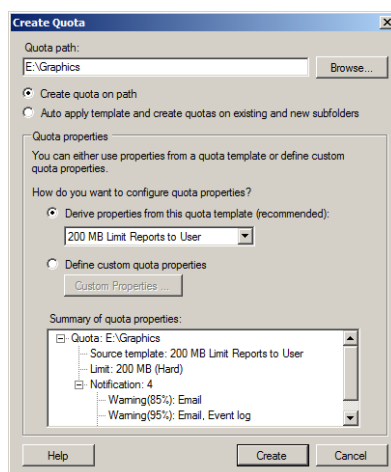 Create Quota
Quota path:
E:\Graphics
Browse...
Create quota on path
Auto apply template and create quotas on existing and new subfolders
Quota properties
You can either use properties from a quota template or define custom
quota properties.
How do you want to configure quota properties?
Derive properties from this quota template (recommended):
200 MB Limit Reports to User
Define custom quota properties
Custom Properties ...
Summary of quota properties:
Quota: E:\Graphics
Source template: 200 MB Limit Reports to User
Limit: 200 MB (Hard)
Notification: 4
Warning(85%): Email
Warning(95%): Email, Event log
Help
Create
Cancel